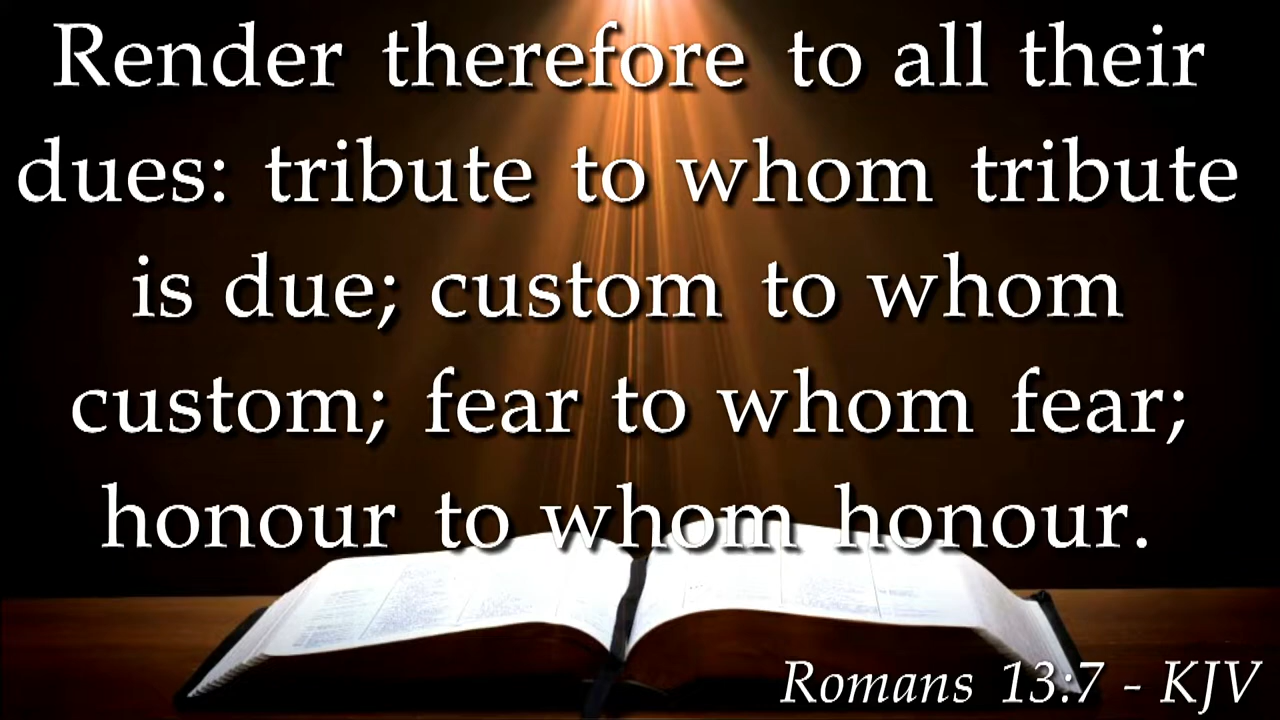 Render therefore to all their
dues: tribute to whom tribute
is due; custom to whom
custom; fear to whom fear;
honour to whom honour.
Romans 13:7 - KJV